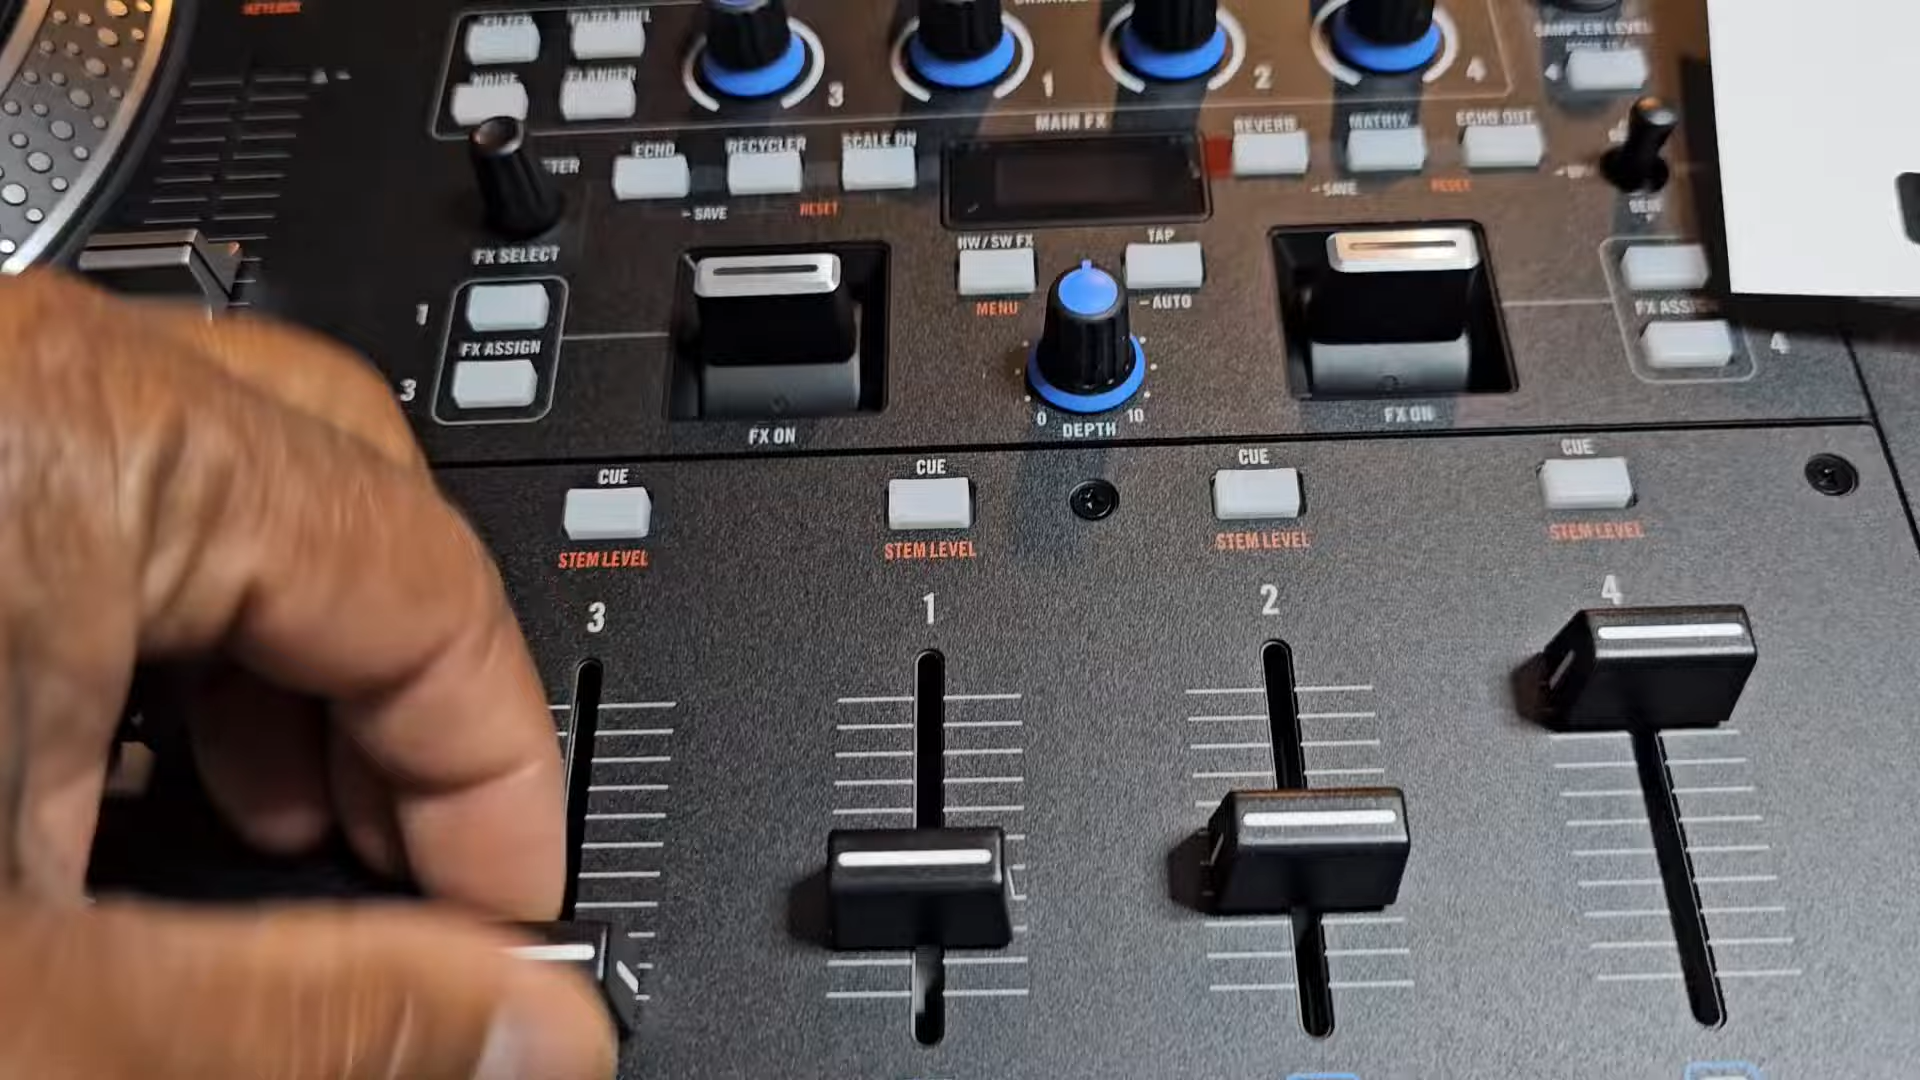 KEYLOCK
FILTER
FILTER ROLL
NOISE
FLANGER
3
1
2
4
SAMPLER LEVEL
MAIN FX
ECHO
RECYCLER
SCALE DN
REVERB
MATRIX
ECHO OUT
- SAVE
RESET
- SAVE
RESET
FX SELECT
HW/SW FX
MENU
TAP
- AUTO
1
FX ASSIGN
3
FX ON
0
10
DEPTH
FX ON
FX ASSIGN
4
CUE
CUE
CUE
CUE
STEM LEVEL
STEM LEVEL
STEM LEVEL
STEM LEVEL
3
1
2
4